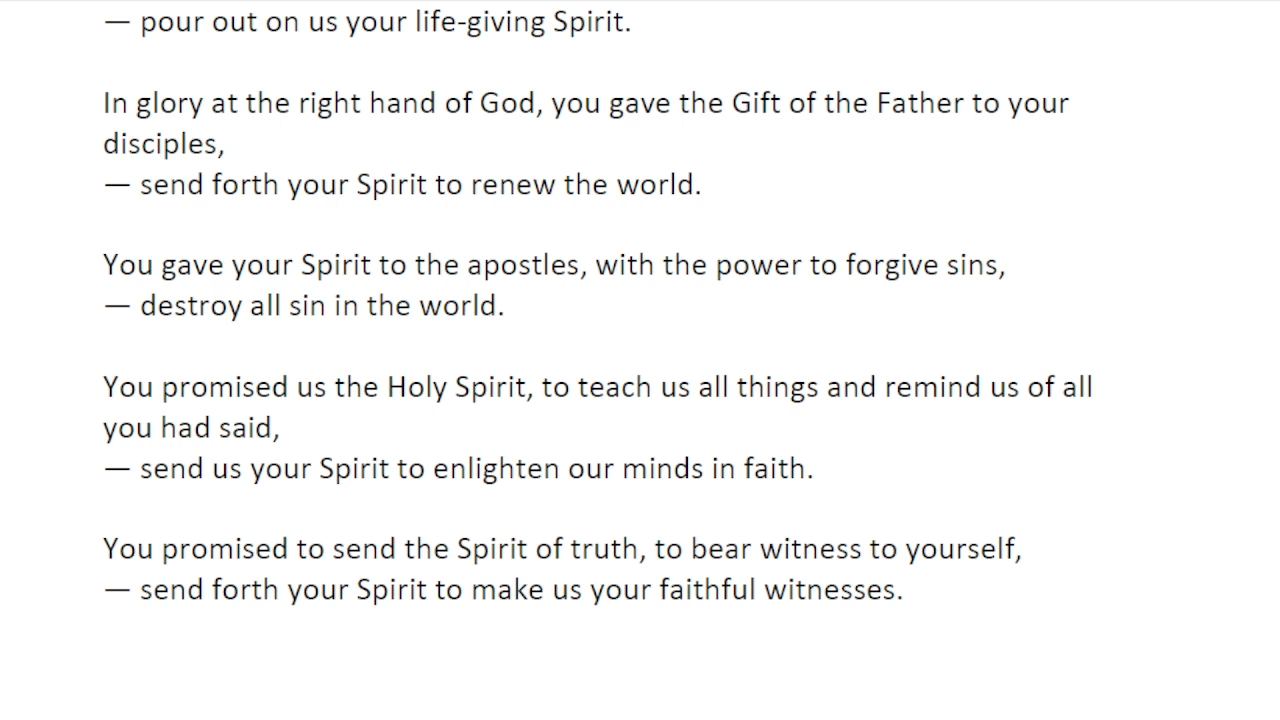 — pour out on us your life-giving Spirit.
In glory at the right hand of God, you gave the Gift of the Father to your
disciples,
— send forth your Spirit to renew the world.
You gave your Spirit to the apostles, with the power to forgive sins,
— destroy all sin in the world.
You promised us the Holy Spirit, to teach us all things and remind us of all
you had said,
— send us your Spirit to enlighten our minds in faith.
You promised to send the Spirit of truth, to bear witness to yourself,
— send forth your Spirit to make us your faithful witnesses.